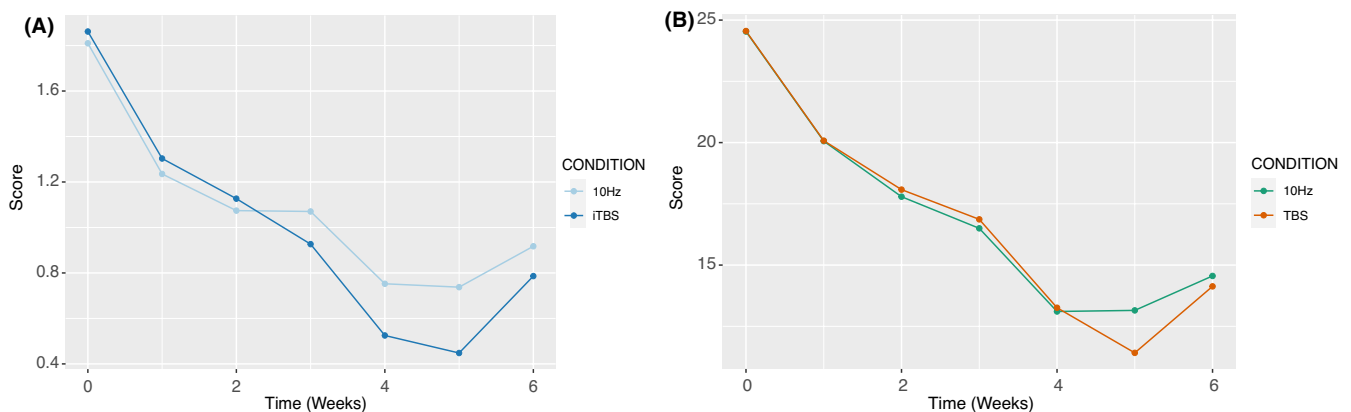 (A)
Score
1.6
1.2
0.8
0.4
0 2 4 6
Time (Weeks)
CONDITION
10Hz
iTBS
(B)
Score
25
20
15
0 2 4 6
Time (Weeks)
CONDITION
10Hz
TBS